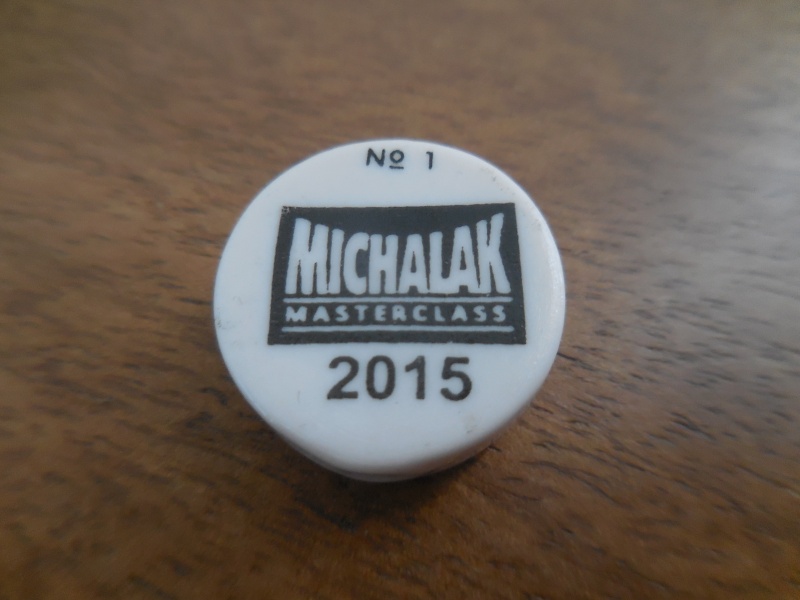 Nº 1
MICHALAK
MASTERCLASS
2015